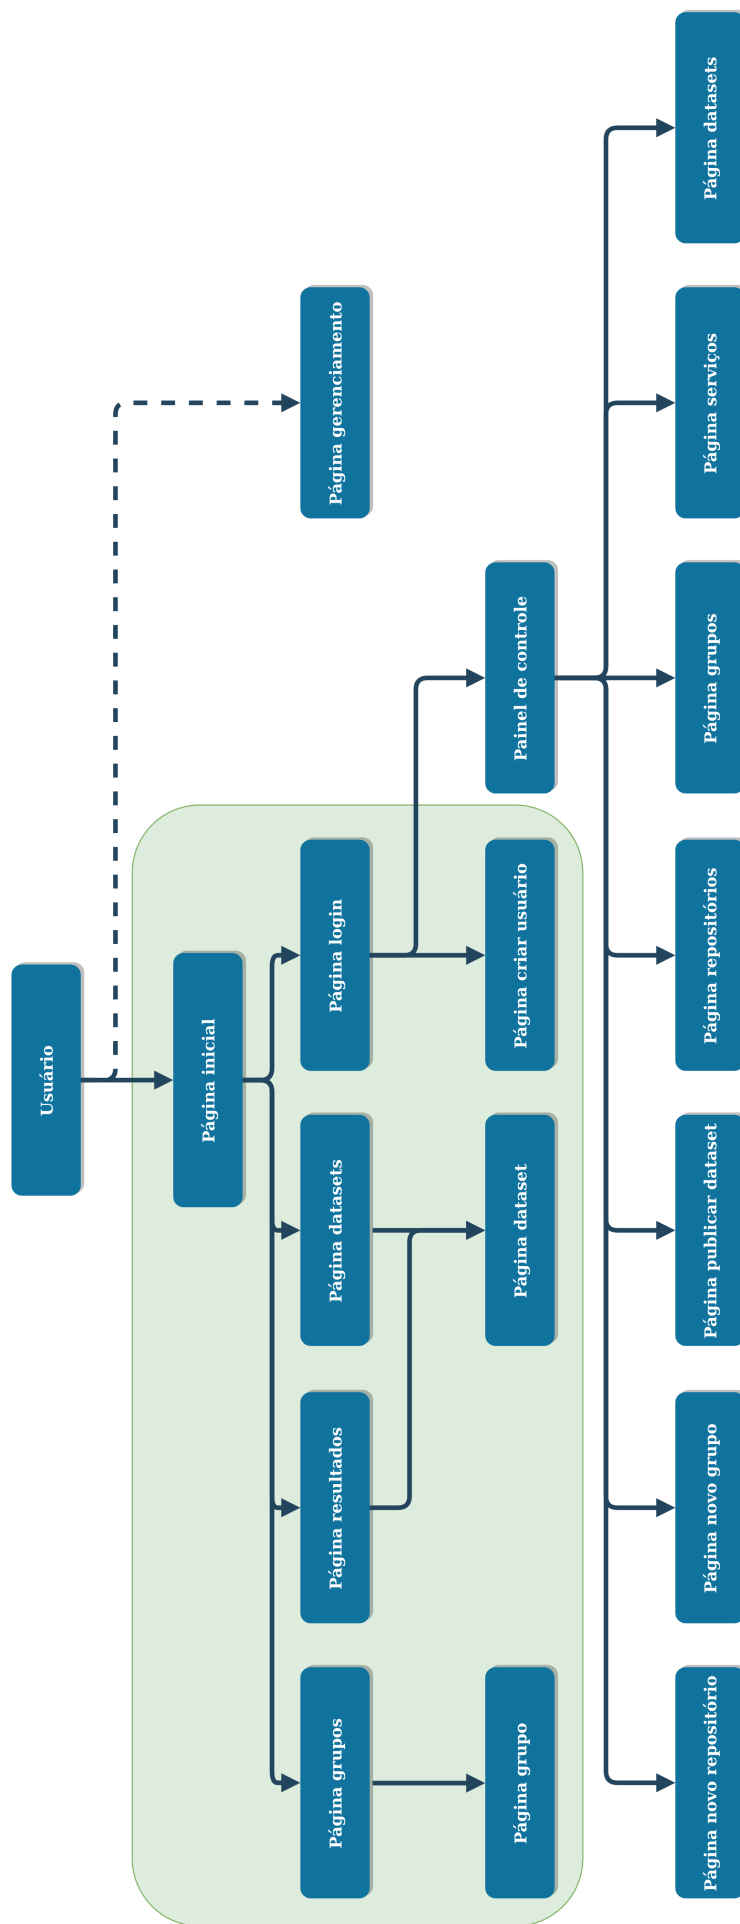 Usuário
Página inicial
Página grupos
Página resultados
Página datasets
Página login
Página gerenciamento
Página grupo
Página dataset
Página criar usuário
Painel de controle
Página novo repositório
Página novo grupo
Página publicar dataset
Página repositórios
Página grupos
Página serviços
Página datasets